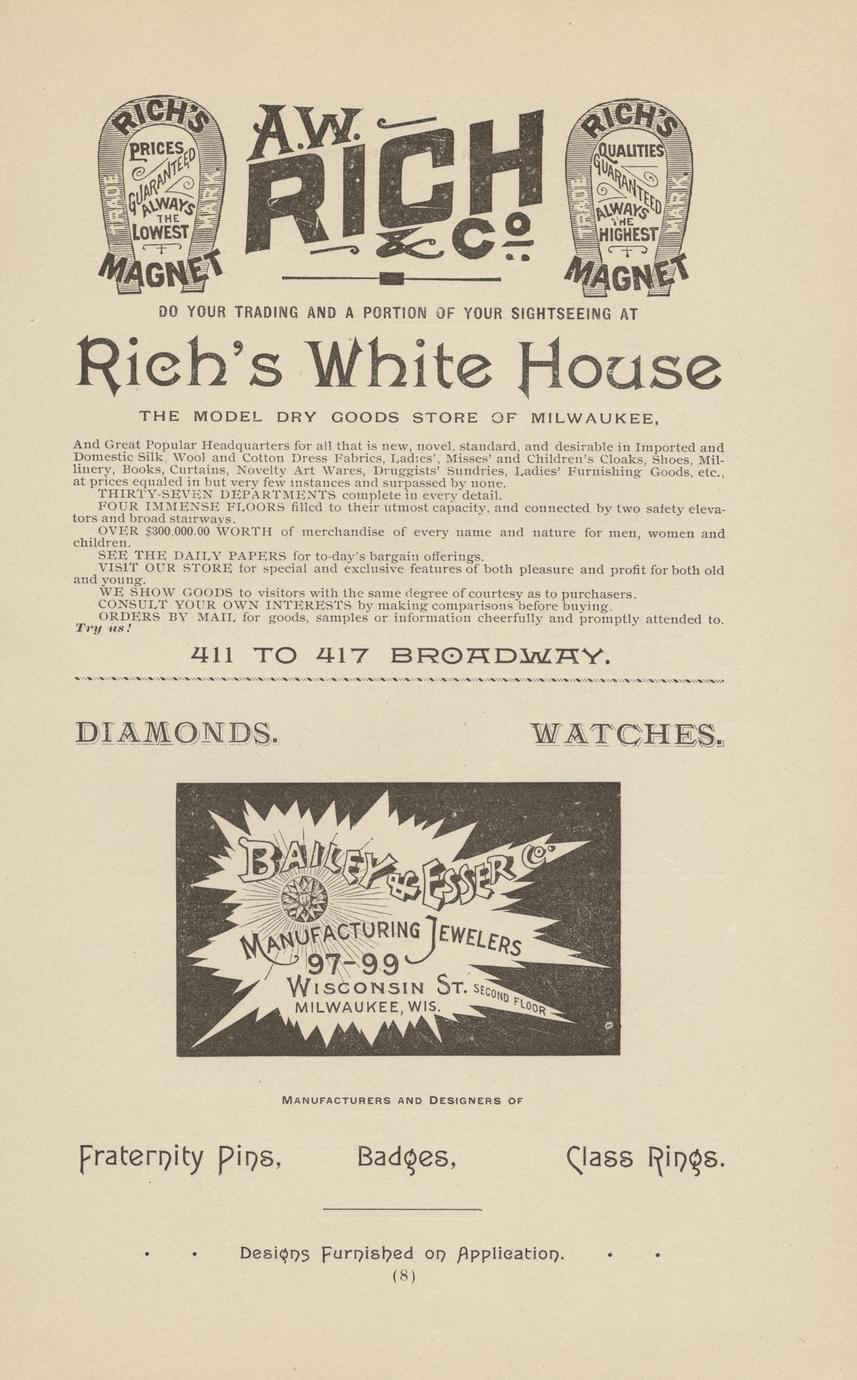 RICH'S
PRICES
GUARANTEED
ALWAYS
THE
LOWEST
TRADE MARK.
MAGNET
A.W.
RICH
& Co.
RICH'S
QUALITIES
GUARANTEED
ALWAYS
THE
HIGHEST
TRADE MARK.
MAGNET
DO YOUR TRADING AND A PORTION OF YOUR SIGHTSEEING AT
Rich's White House
THE MODEL DRY GOODS STORE OF MILWAUKEE,
And Great Popular Headquarters for all that is new, novel, standard, and desirable in Imported and
Domestic Silk, Wool and Cotton Dress Fabrics, Ladies', Misses' and Children's Cloaks, Shoes, Mil-
linery, Books, Curtains, Novelty Art Wares, Druggists' Sundries, Ladies' Furnishing Goods, etc.,
at prices equaled in but very few instances and surpassed by none.
THIRTY-SEVEN DEPARTMENTS complete in every detail.
FOUR IMMENSE FLOORS filled to their utmost capacity, and connected by two safety eleva-
tors and broad stairways.
OVER $300,000.00 WORTH of merchandise of every name and nature for men, women and
children.
SEE THE DAILY PAPERS for to-day's bargain offerings.
VISIT OUR STORE for special and exclusive features of both pleasure and profit for both old
and young.
WE SHOW GOODS to visitors with the same degree of courtesy as to purchasers.
CONSULT YOUR OWN INTERESTS by making comparisons before buying.
ORDERS BY MAIL for goods, samples or information cheerfully and promptly attended to.
Try us!
411 TO 417 BROADWAY.
DIAMONDS. WATCHES.
BAILEY & ESSER Co.
MANUFACTURING JEWELERS
97-99
WISCONSIN ST. SECOND FLOOR
MILWAUKEE, WIS.
MANUFACTURERS AND DESIGNERS OF
Fraternity Pins, Badges, Class Rings.
Designs Furnished on Application.
(8)